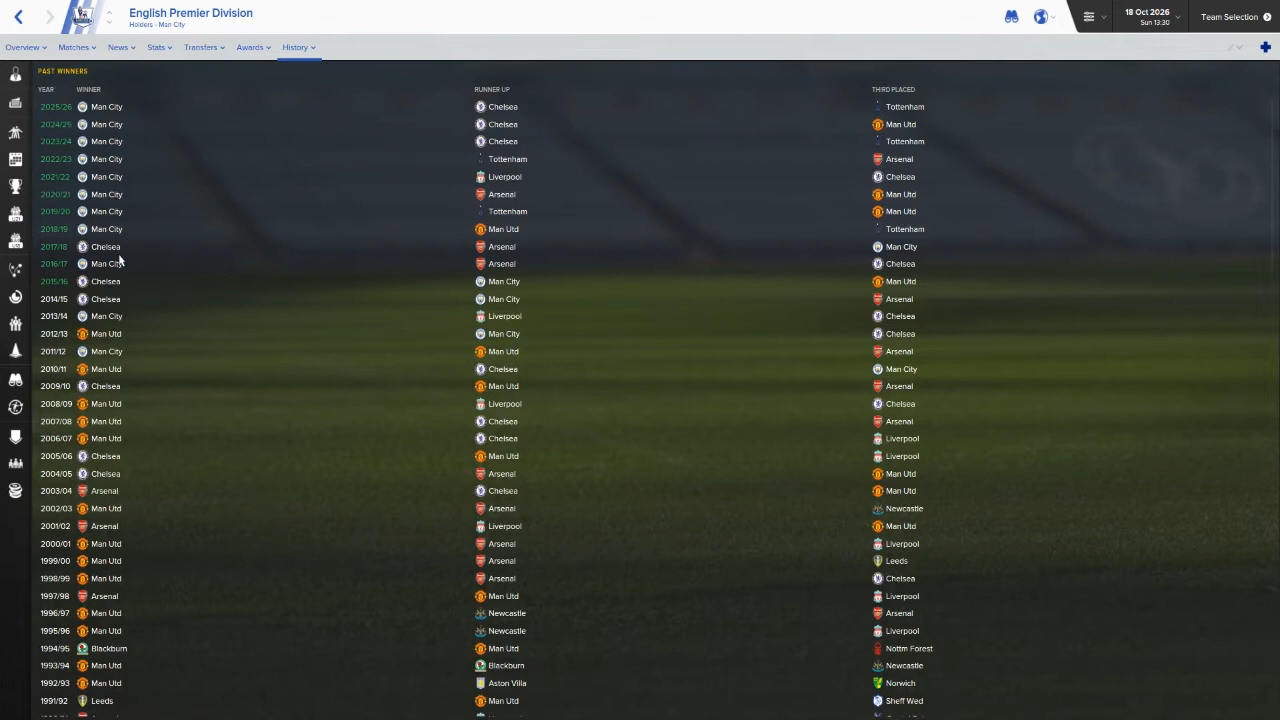 English Premier Division
Holders - Man City
18 Oct 2026
Sun 13:30
Team Selection
Overview Matches News Stats Transfers Awards History
PAST WINNERS
YEAR WINNER RUNNER UP THIRD PLACED
2025/26 Man City Chelsea Tottenham
2024/25 Man City Chelsea Man Utd
2023/24 Man City Chelsea Tottenham
2022/23 Man City Tottenham Arsenal
2021/22 Man City Liverpool Chelsea
2020/21 Man City Arsenal Man Utd
2019/20 Man City Tottenham Man Utd
2018/19 Man City Man Utd Tottenham
2017/18 Chelsea Arsenal Man City
2016/17 Man City Arsenal Chelsea
2015/16 Chelsea Man City Man Utd
2014/15 Chelsea Man City Arsenal
2013/14 Man City Liverpool Chelsea
2012/13 Man Utd Man City Chelsea
2011/12 Man City Man Utd Arsenal
2010/11 Man Utd Chelsea Man City
2009/10 Chelsea Man Utd Arsenal
2008/09 Man Utd Liverpool Chelsea
2007/08 Man Utd Chelsea Arsenal
2006/07 Man Utd Chelsea Liverpool
2005/06 Chelsea Man Utd Liverpool
2004/05 Chelsea Arsenal Man Utd
2003/04 Arsenal Chelsea Man Utd
2002/03 Man Utd Arsenal Newcastle
2001/02 Arsenal Liverpool Man Utd
2000/01 Man Utd Arsenal Liverpool
1999/00 Man Utd Arsenal Leeds
1998/99 Man Utd Arsenal Chelsea
1997/98 Arsenal Man Utd Liverpool
1996/97 Man Utd Newcastle Arsenal
1995/96 Man Utd Newcastle Liverpool
1994/95 Blackburn Man Utd Nottm Forest
1993/94 Man Utd Blackburn Newcastle
1992/93 Man Utd Aston Villa Norwich
1991/92 Leeds Man Utd Sheff Wed